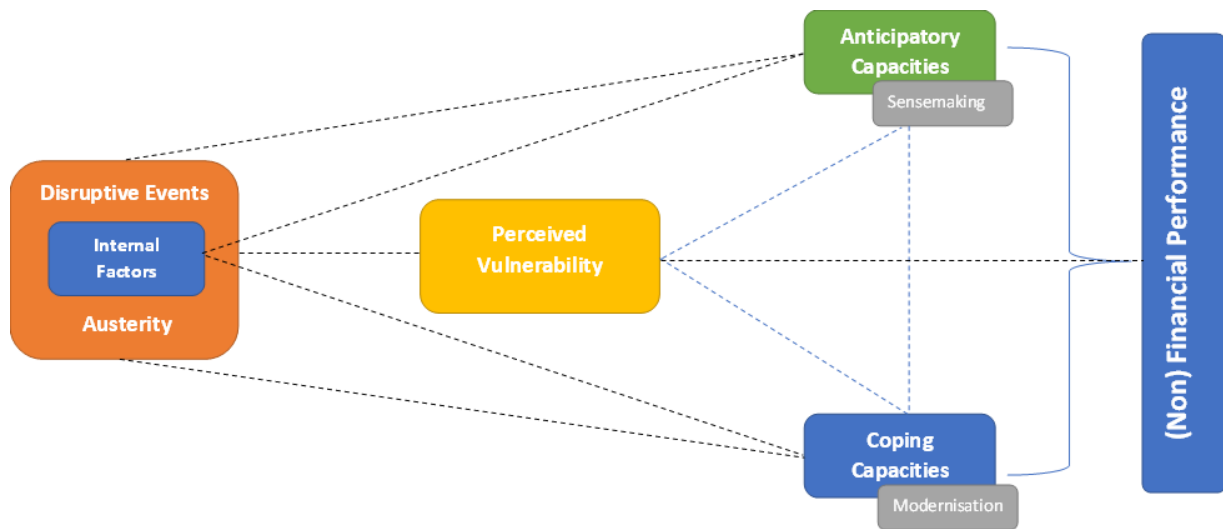 Disruptive Events
Internal
Factors
Austerity
Perceived
Vulnerability
Anticipatory
Capacities
Sensemaking
Coping
Capacities
Modernisation
(Non) Financial Performance